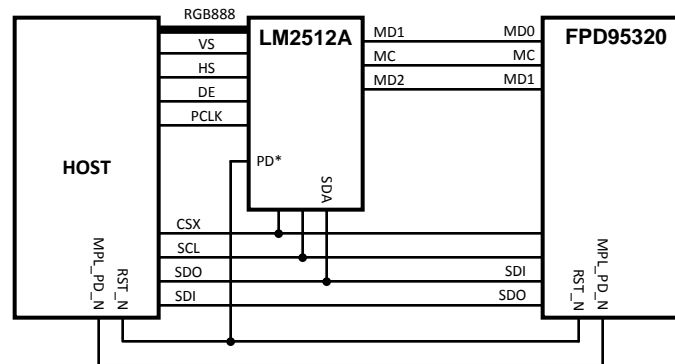 RGB888
LM2512A
FPD95320
VS
MD1
MD0
HS
MC
MC
DE
MD2
MD1
PCLK
HOST
PD*
SDA
CSX
SCL
SDO
SDI
SDI
SDO
MPL_PD_N
RST_N
RST_N
MPL_PD_N